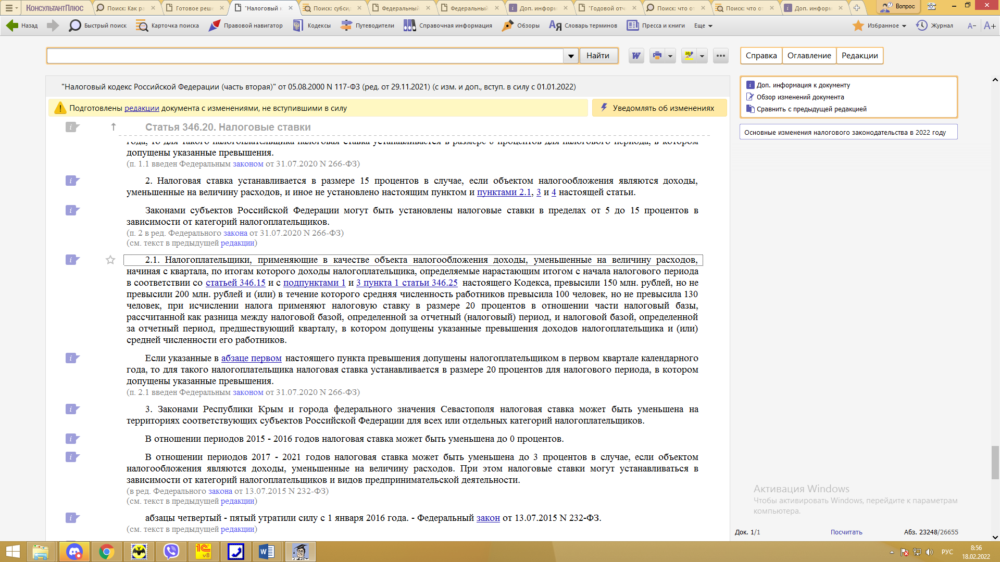 КОНСУЛЬТАНТПЛЮС
Поиск: Как ра
Готовое реше
"Налоговый к
Поиск: субси
Федеральный
Федеральный
Доп. информ
"Годовой отч
Поиск: что от
Поиск: что от
Доп. информ
Вопрос
Назад
Быстрый поиск
Карточка поиска
Правовой навигатор
Кодексы
Путеводители
Справочная информация
Обзоры
Словарь терминов
Пресса и книги
Еще
Избранное
Журнал
А−
А+
Найти
Справка
Оглавление
Редакции
"Налоговый кодекс Российской Федерации (часть вторая)" от 05.08.2000 N 117-ФЗ (ред. от 29.11.2021) (с изм. и доп., вступ. в силу с 01.01.2022)
Доп. информация к документу
Обзор изменений документа
Сравнить с предыдущей редакцией
Подготовлены редакции документа с изменениями, не вступившими в силу
Уведомлять об изменениях
Основные изменения налогового законодательства в 2022 году
Статья 346.20. Налоговые ставки
года, то для такого налогоплательщика налоговая ставка устанавливается в размере 8 процентов для налогового периода, в котором
допущены указанные превышения.
(п. 1.1 введен Федеральным законом от 31.07.2020 N 266-ФЗ)
2. Налоговая ставка устанавливается в размере 15 процентов в случае, если объектом налогообложения являются доходы,
уменьшенные на величину расходов, и иное не установлено настоящим пунктом и пунктами 2.1, 3 и 4 настоящей статьи.
Законами субъектов Российской Федерации могут быть установлены налоговые ставки в пределах от 5 до 15 процентов в
зависимости от категорий налогоплательщиков.
(п. 2 в ред. Федерального закона от 31.07.2020 N 266-ФЗ)
(см. текст в предыдущей редакции)
2.1. Налогоплательщики, применяющие в качестве объекта налогообложения доходы, уменьшенные на величину расходов,
начиная с квартала, по итогам которого доходы налогоплательщика, определяемые нарастающим итогом с начала налогового периода
в соответствии со статьей 346.15 и с подпунктами 1 и 3 пункта 1 статьи 346.25 настоящего Кодекса, превысили 150 млн. рублей, но не
превысили 200 млн. рублей и (или) в течение которого средняя численность работников превысила 100 человек, но не превысила 130
человек, при исчислении налога применяют налоговую ставку в размере 20 процентов в отношении части налоговый базы,
рассчитанной как разница между налоговой базой, определенной за отчетный (налоговый) период, и налоговой базой, определенной
за отчетный период, предшествующий кварталу, в котором допущены указанные превышения доходов налогоплательщика и (или)
средней численности его работников.
Если указанные в абзаце первом настоящего пункта превышения допущены налогоплательщиком в первом квартале календарного
года, то для такого налогоплательщика налоговая ставка устанавливается в размере 20 процентов для налогового периода, в котором
допущены указанные превышения.
(п. 2.1 введен Федеральным законом от 31.07.2020 N 266-ФЗ)
3. Законами Республики Крым и города федерального значения Севастополя налоговая ставка может быть уменьшена на
территориях соответствующих субъектов Российской Федерации для всех или отдельных категорий налогоплательщиков.
В отношении периодов 2015 - 2016 годов налоговая ставка может быть уменьшена до 0 процентов.
В отношении периодов 2017 - 2021 годов налоговая ставка может быть уменьшена до 3 процентов в случае, если объектом
налогообложения являются доходы, уменьшенные на величину расходов. При этом налоговые ставки могут устанавливаться в
зависимости от категорий налогоплательщиков и видов предпринимательской деятельности.
(в ред. Федерального закона от 13.07.2015 N 232-ФЗ)
(см. текст в предыдущей редакции)
абзацы четвертый - пятый утратили силу с 1 января 2016 года. - Федеральный закон от 13.07.2015 N 232-ФЗ.
(см. текст в предыдущей редакции)
Активация Windows
Чтобы активировать Windows, перейдите к параметрам
компьютера.
Док. 1/1
Посчитать
Абз. 23248/26655
РУС
8:56
18.02.2022